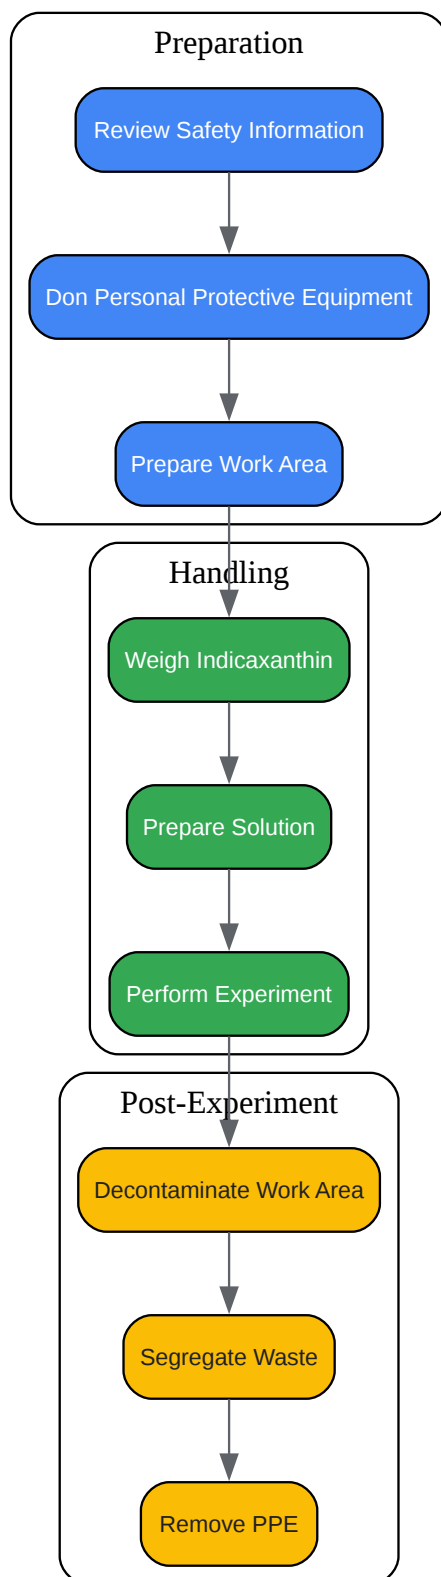 Preparation
Review Safety Information
Don Personal Protective Equipment
Prepare Work Area
Handling
Weigh Indicaxanthin
Prepare Solution
Perform Experiment
Post-Experiment
Decontaminate Work Area
Segregate Waste
Remove PPE